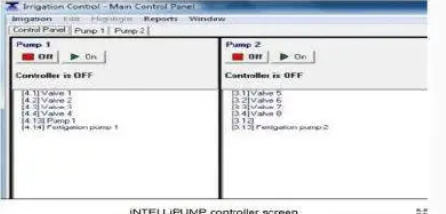 Irrigation Control - Main Control Panel
Irrigation Edit Highlight Reports Window
Control Panel Pump 1 Pump 2
Pump 1
Off On
Controller is OFF
[4.1] Valve 1
[4.2] Valve 2
[4.3] Valve 3
[4.4] Valve 4
[4.13] Pump 1
[4.14] Fertigation pump 1
Pump 2
Off On
Controller is OFF
[3.1] Valve 5
[3.2] Valve 6
[3.3] Valve 7
[3.4] Valve 8
[3.12]
[3.13] Fertigation pump 2
iNTELLiPUMP controller screen